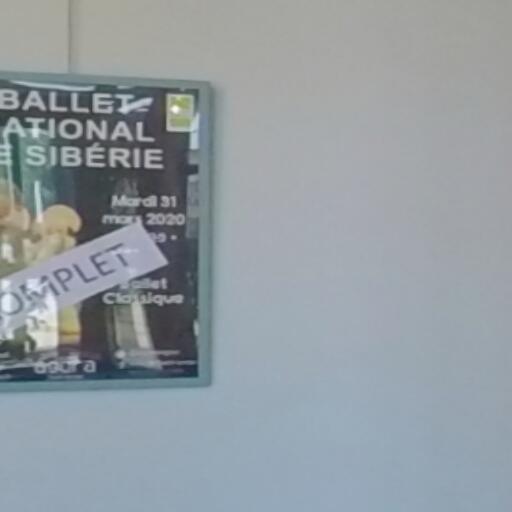 BALLET
ATIONAL
E SIBÉRIE
Mardi 31
mars 2020
OMPLET
Ballet
Classique
agora